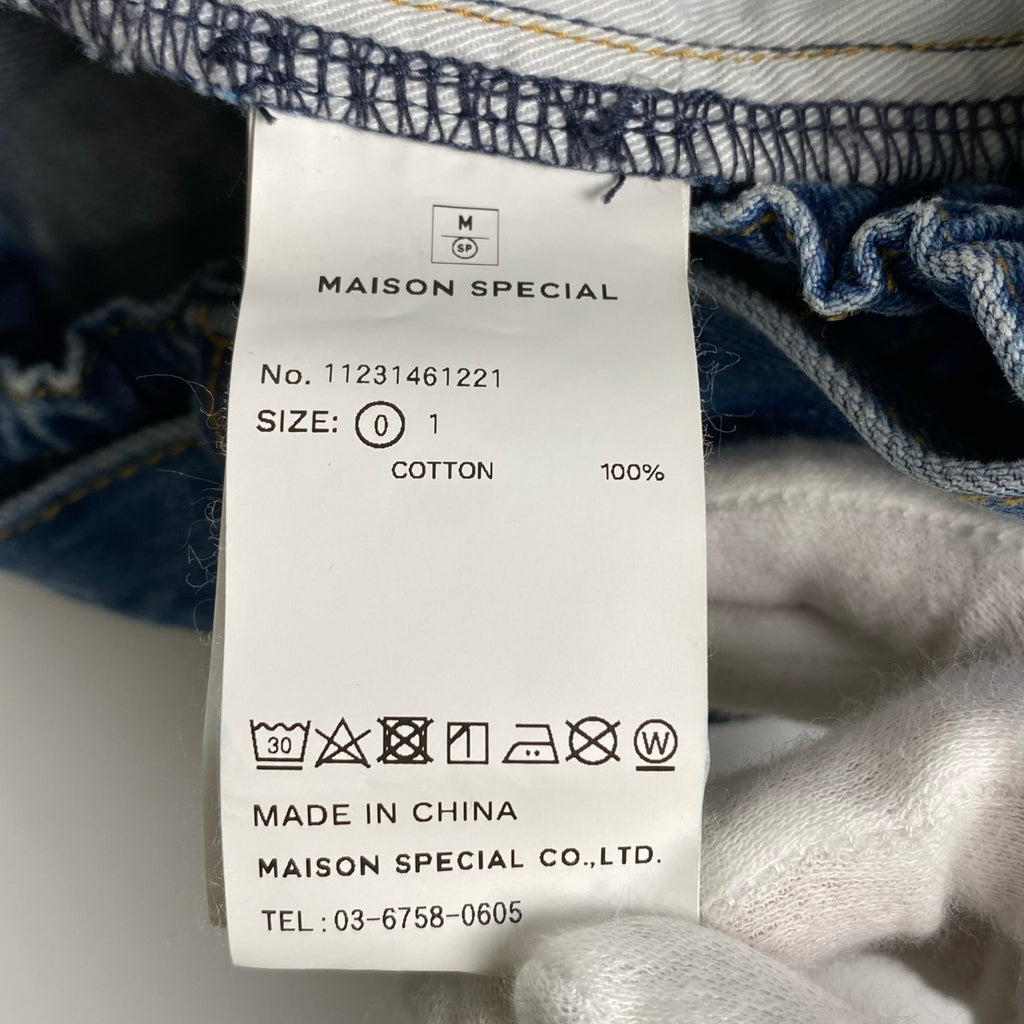 M
SP
MAISON SPECIAL
No. 11231461221
SIZE: 0 1
COTTON 100%
30 W
MADE IN CHINA
MAISON SPECIAL CO.,LTD.
TEL : 03-6758-0605